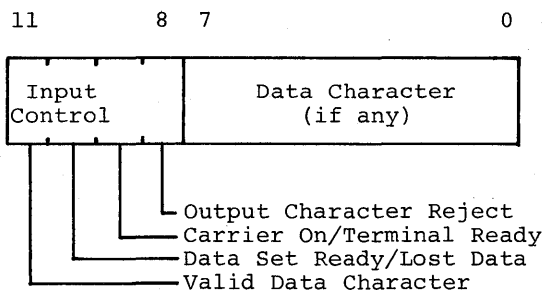 11 8 7 0
Input
Control
Data Character
(if any)
Output Character Reject
Carrier On/Terminal Ready
Data Set Ready/Lost Data
Valid Data Character